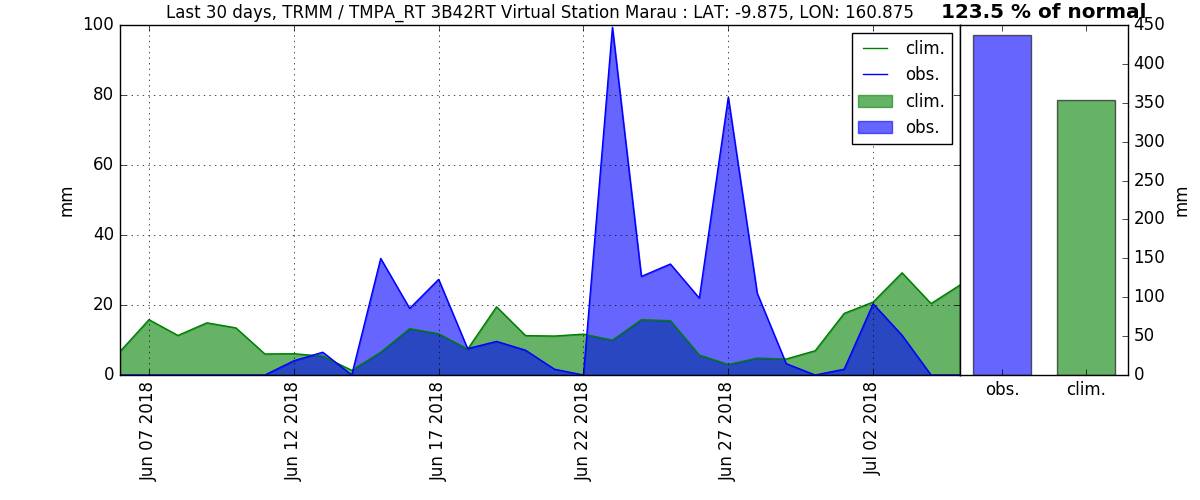 Last 30 days, TRMM / TMPA_RT 3B42RT Virtual Station Marau : LAT: -9.875, LON: 160.875
123.5 % of normal
100
80
60
40
20
0
mm
clim.
obs.
clim.
obs.
Jun 07 2018
Jun 12 2018
Jun 17 2018
Jun 22 2018
Jun 27 2018
Jul 02 2018
450
400
350
300
250
200
150
100
50
0
mm
obs.
clim.